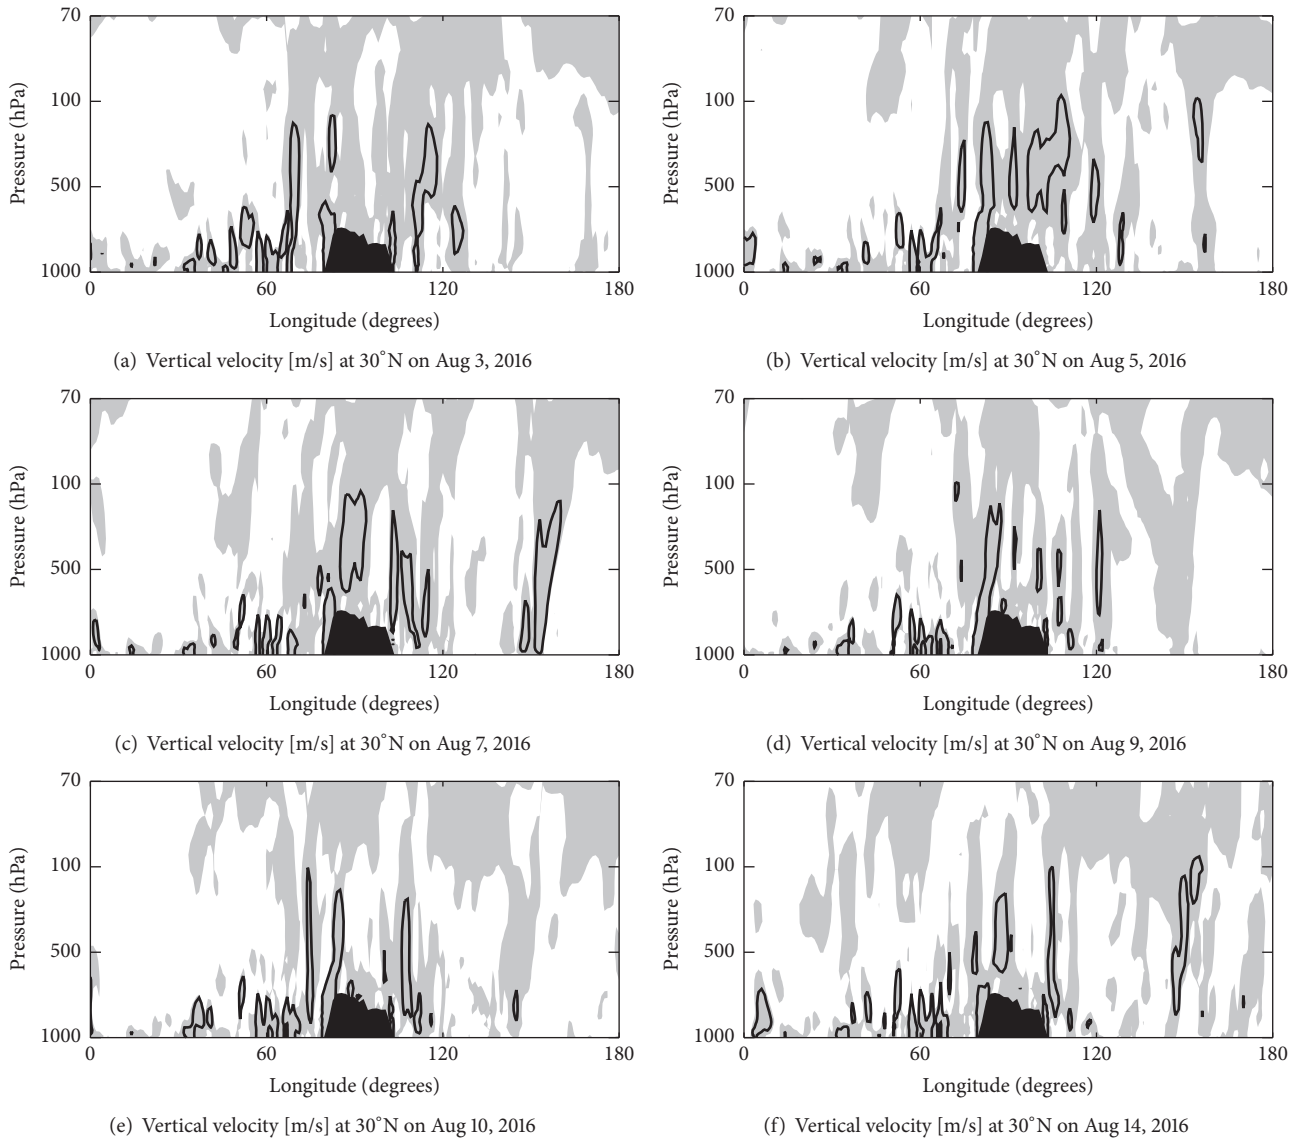 70
100
500
1000
Pressure (hPa)
0
60
120
180
Longitude (degrees)
(a) Vertical velocity [m/s] at 30°N on Aug 3, 2016
70
100
500
1000
Pressure (hPa)
0
60
120
180
Longitude (degrees)
(b) Vertical velocity [m/s] at 30°N on Aug 5, 2016
70
100
500
1000
Pressure (hPa)
0
60
120
180
Longitude (degrees)
(c) Vertical velocity [m/s] at 30°N on Aug 7, 2016
70
100
500
1000
Pressure (hPa)
0
60
120
180
Longitude (degrees)
(d) Vertical velocity [m/s] at 30°N on Aug 9, 2016
70
100
500
1000
Pressure (hPa)
0
60
120
180
Longitude (degrees)
(e) Vertical velocity [m/s] at 30°N on Aug 10, 2016
70
100
500
1000
Pressure (hPa)
0
60
120
180
Longitude (degrees)
(f) Vertical velocity [m/s] at 30°N on Aug 14, 2016